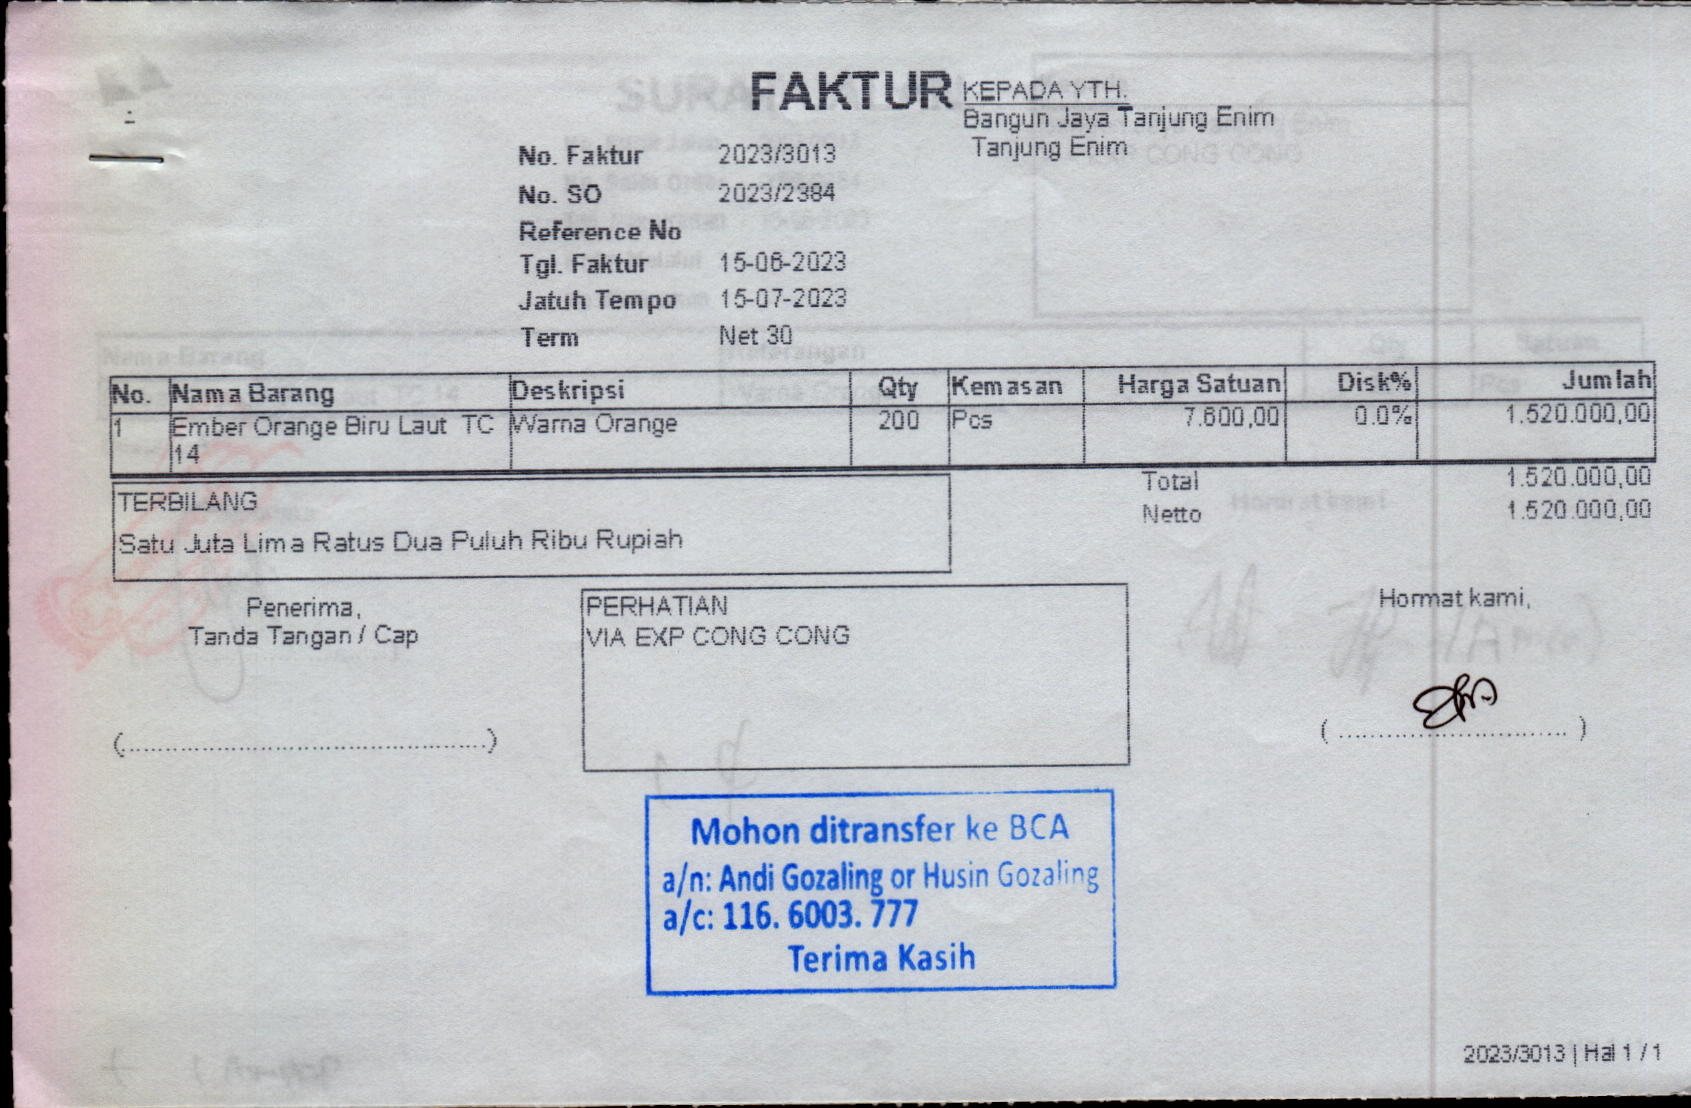 FAKTUR
KEPADA YTH.
Bangun Jaya Tanjung Enim
Tanjung Enim
No. Faktur 2023/3013
No. SO 2023/2384
Reference No
Tgl. Faktur 15-06-2023
Jatuh Tempo 15-07-2023
Term Net 30
No. Nama Barang Deskripsi Qty Kemasan Harga Satuan Disk% Jumlah
1 Ember Orange Biru Laut TC 14 Warna Orange 200 Pcs 7.600,00 0.0% 1.520.000,00
Total 1.520.000,00
Netto 1.520.000,00
TERBILANG
Satu Juta Lima Ratus Dua Puluh Ribu Rupiah
Penerima,
Tanda Tangan / Cap
PERHATIAN
VIA EXP CONG CONG
Hormat kami,
Mohon ditransfer ke BCA
a/n: Andi Gozaling or Husin Gozaling
a/c: 116. 6003. 777
Terima Kasih
2023/3013 | Hal 1 / 1